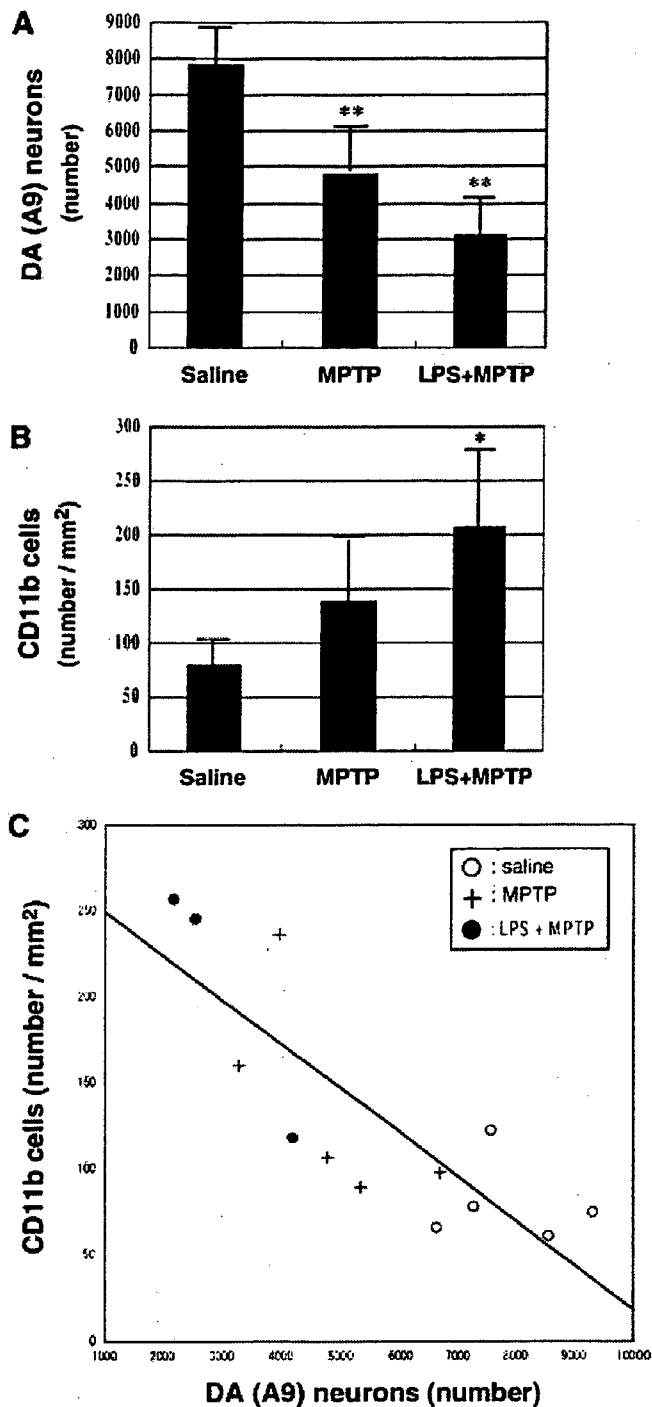 A
DA (A9) neurons
(number)
9000
8000
7000
6000
5000
4000
3000
2000
1000
0
**
**
Saline MPTP LPS+MPTP
B
CD11b cells
(number / mm²)
300
250
200
150
100
50
0
*
Saline MPTP LPS+MPTP
C
CD11b cells (number / mm²)
300
250
200
150
100
50
0
O : saline
+ : MPTP
● : LPS + MPTP
1000 2000 3000 4000 5000 6000 7000 8000 9000 10000
DA (A9) neurons (number)